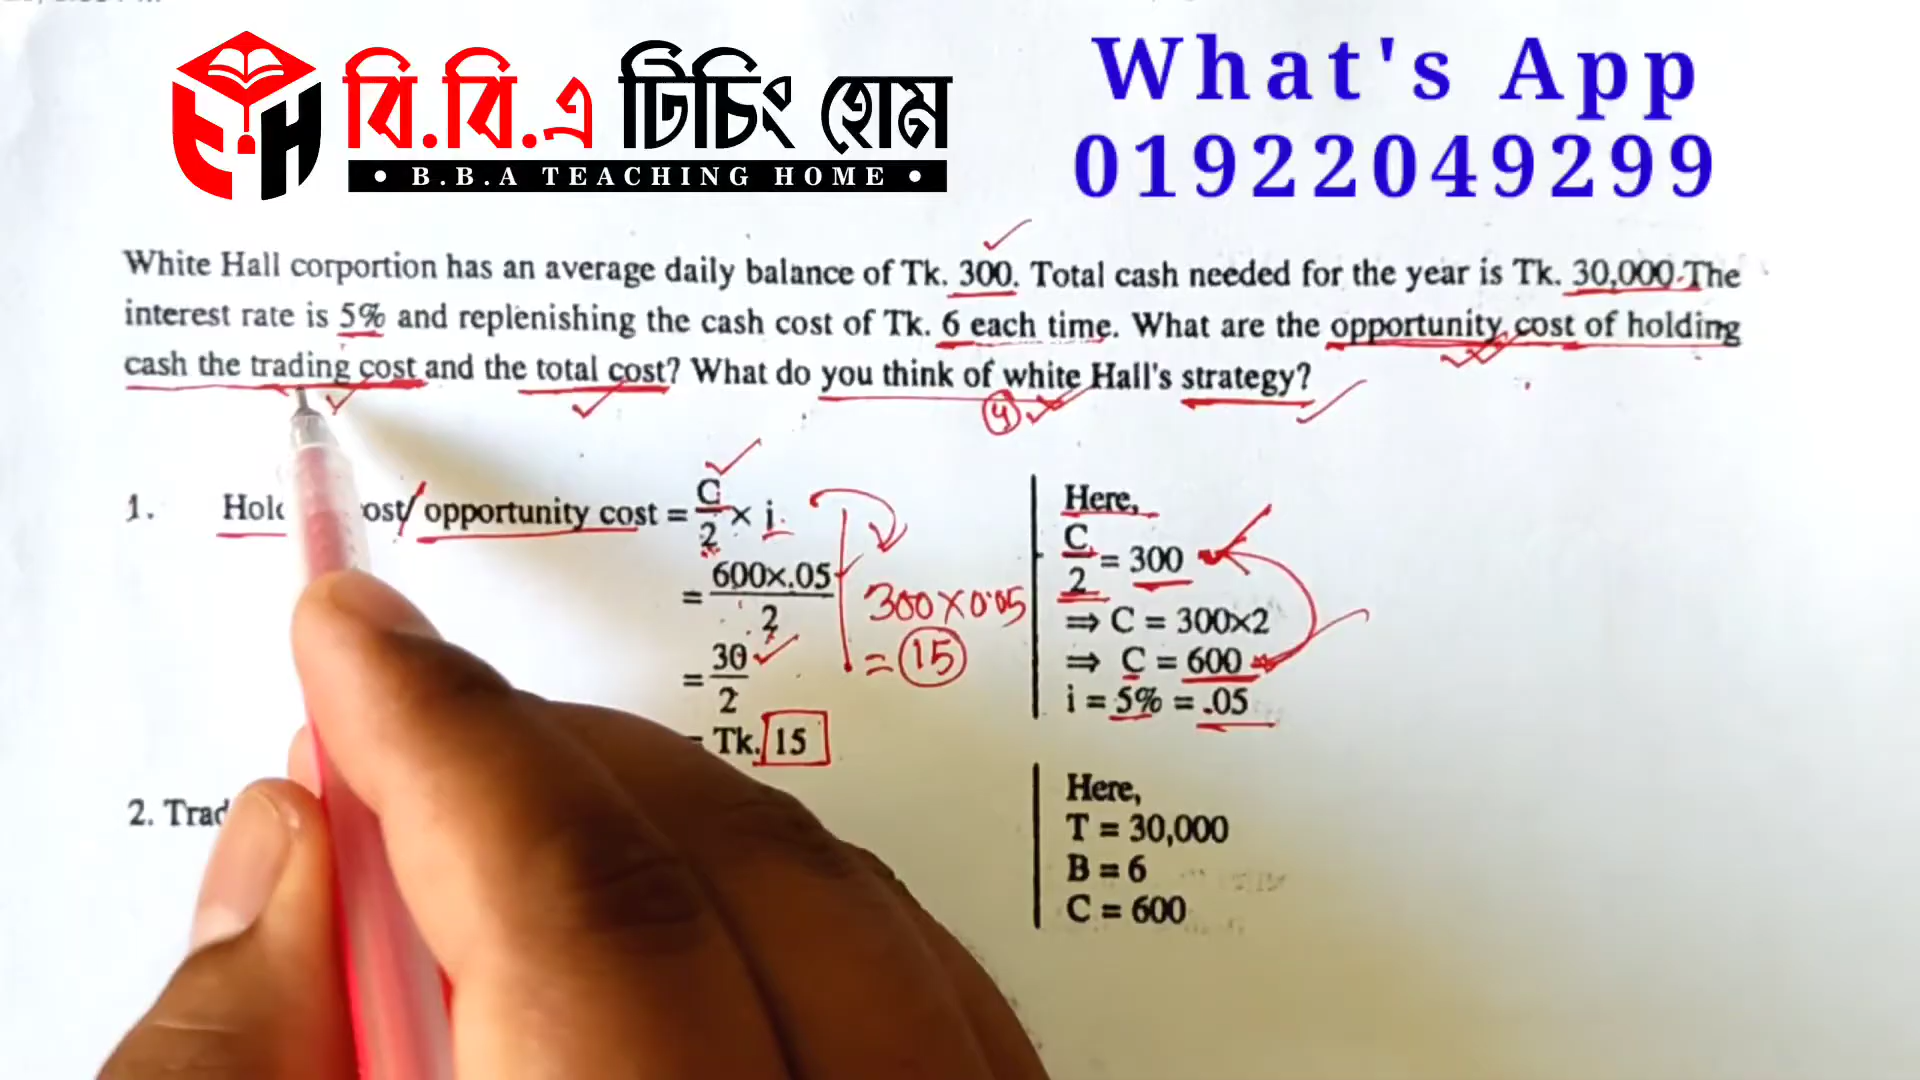 বি.বি.এ টিচিং হোম
• B.B.A TEACHING HOME •
What's App
01922049299
White Hall corportion has an average daily balance of Tk. 300. Total cash needed for the year is Tk. 30,000. The
interest rate is 5% and replenishing the cash cost of Tk. 6 each time. What are the opportunity cost of holding
cash the trading cost and the total cost? What do you think of white Hall's strategy?
1. ost/ opportunity cost = C/2 × i
= 600×.05/2
= 30/2
= Tk. 15
300×0.05
= 15
Here,
C/2 = 300
⇒ C = 300×2
⇒ C = 600
i = 5% = .05
2.
Here,
T = 30,000
B = 6
C = 600